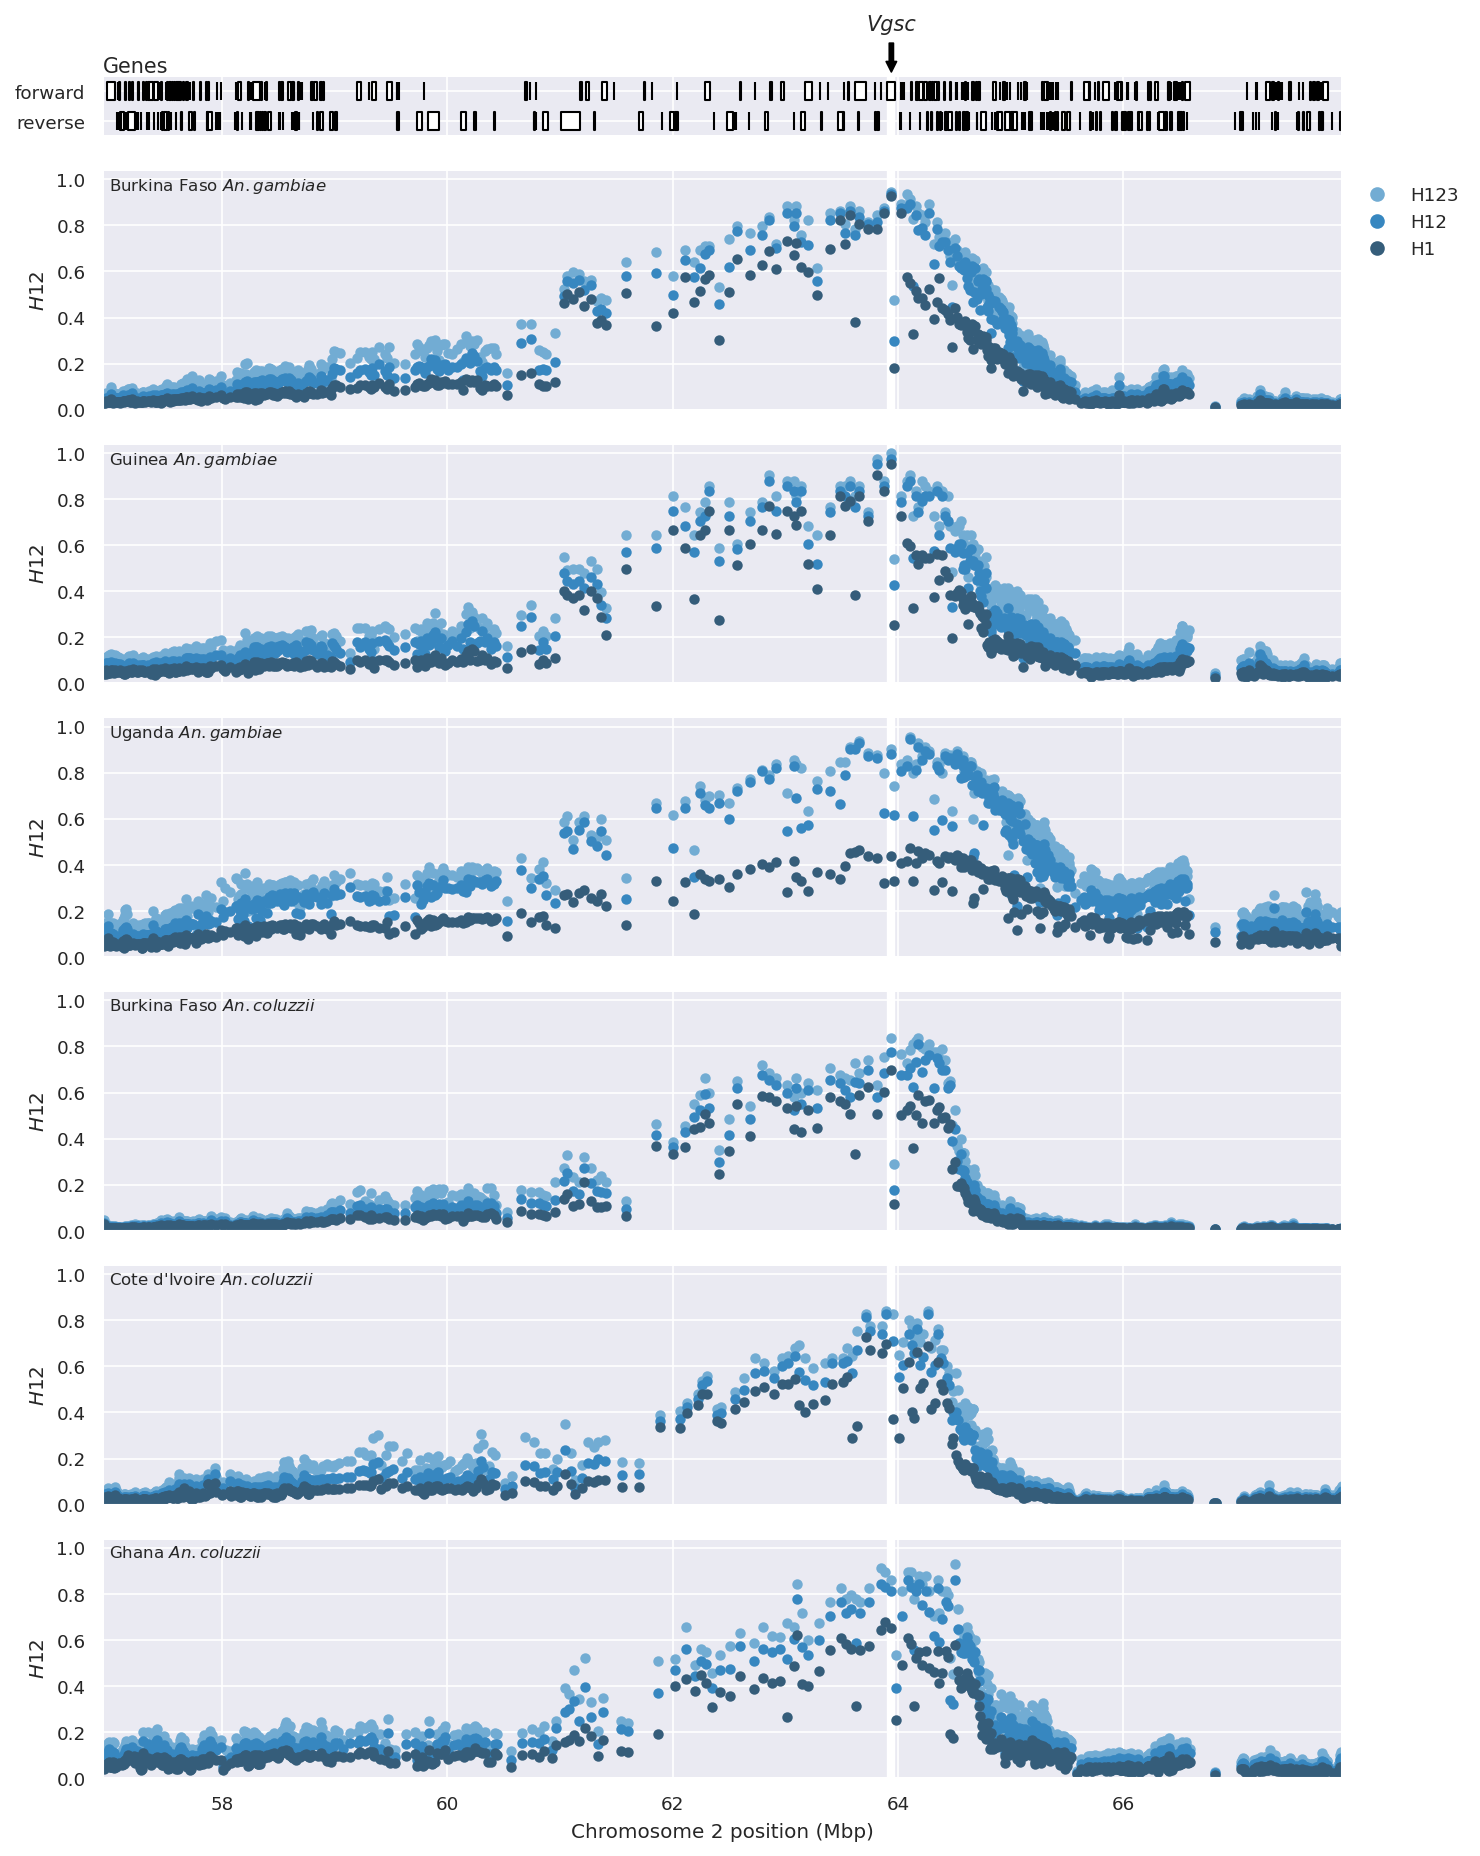 Vgsc
Genes
forward
reverse
Burkina Faso An. gambiae
H12
1.0
0.8
0.6
0.4
0.2
0.0
H123
H12
H1
Guinea An. gambiae
H12
1.0
0.8
0.6
0.4
0.2
0.0
Uganda An. gambiae
H12
1.0
0.8
0.6
0.4
0.2
0.0
Burkina Faso An. coluzzii
H12
1.0
0.8
0.6
0.4
0.2
0.0
Cote d'Ivoire An. coluzzii
H12
1.0
0.8
0.6
0.4
0.2
0.0
Ghana An. coluzzii
H12
1.0
0.8
0.6
0.4
0.2
0.0
58 60 62 64 66
Chromosome 2 position (Mbp)